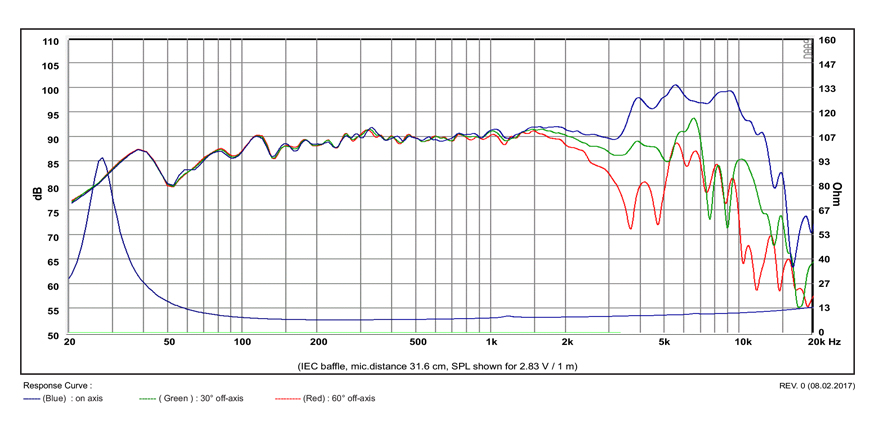 110 160
105 147
100 133
95 120
90 107
85 93
80 80
75 67
70 53
65 40
60 27
55 13
50 0
dB
Ohm
20 50 100 200 500 1k 2k 5k 10k 20k Hz
(IEC baffle, mic.distance 31.6 cm, SPL shown for 2.83 V / 1 m)
Response Curve : REV. 0 (08.02.2017)
(Blue) : on axis ( Green ) : 30° off-axis (Red) : 60° off-axis